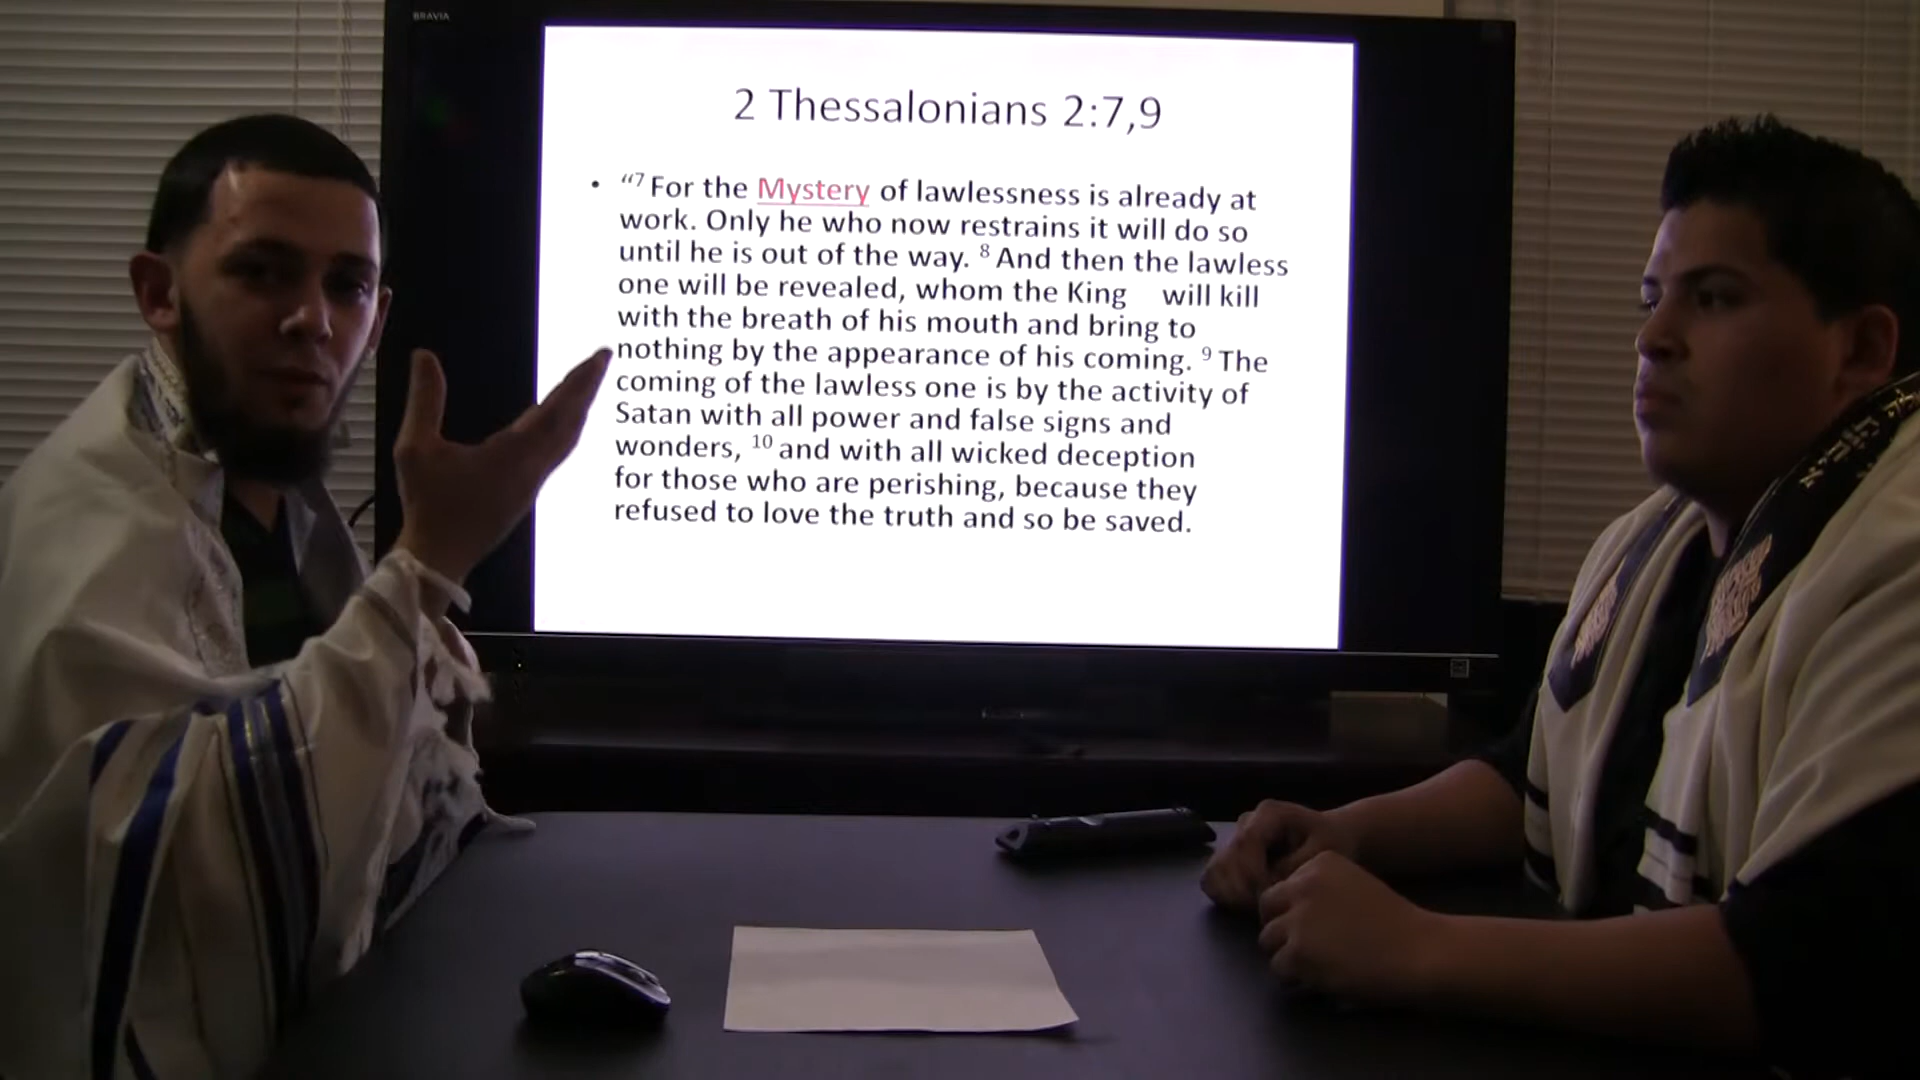 BRAVIA
2 Thessalonians 2:7,9
• “⁷ For the Mystery of lawlessness is already at
work. Only he who now restrains it will do so
until he is out of the way. ⁸ And then the lawless
one will be revealed, whom the King will kill
with the breath of his mouth and bring to
nothing by the appearance of his coming. ⁹ The
coming of the lawless one is by the activity of
Satan with all power and false signs and
wonders, ¹⁰ and with all wicked deception
for those who are perishing, because they
refused to love the truth and so be saved.